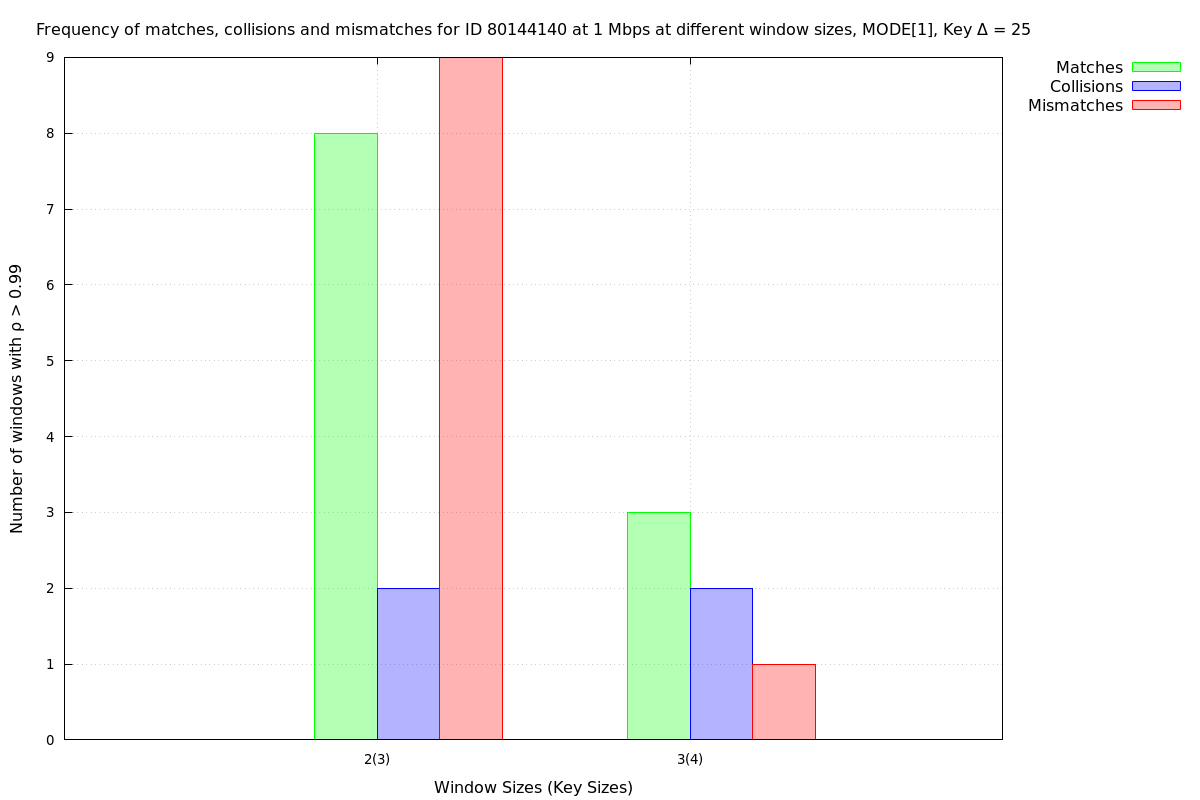 Frequency of matches, collisions and mismatches for ID 80144140 at 1 Mbps at different window sizes, MODE[1], Key Δ = 25
Matches
Collisions
Mismatches
Number of windows with ρ > 0.99
9
8
7
6
5
4
3
2
1
0
2(3)
3(4)
Window Sizes (Key Sizes)